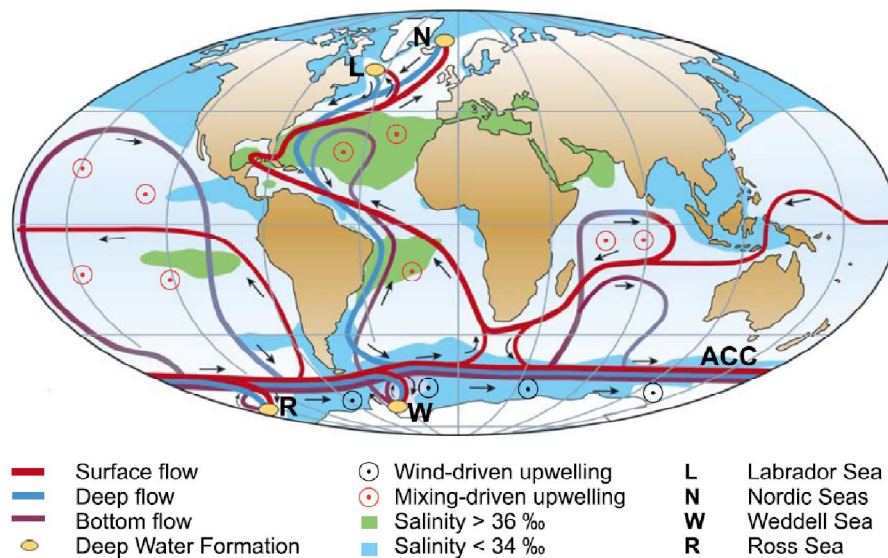 N
L
ACC
R
W
Surface flow
Deep flow
Bottom flow
Deep Water Formation
Wind-driven upwelling
Mixing-driven upwelling
Salinity > 36 ‰
Salinity < 34 ‰
L Labrador Sea
N Nordic Seas
W Weddell Sea
R Ross Sea